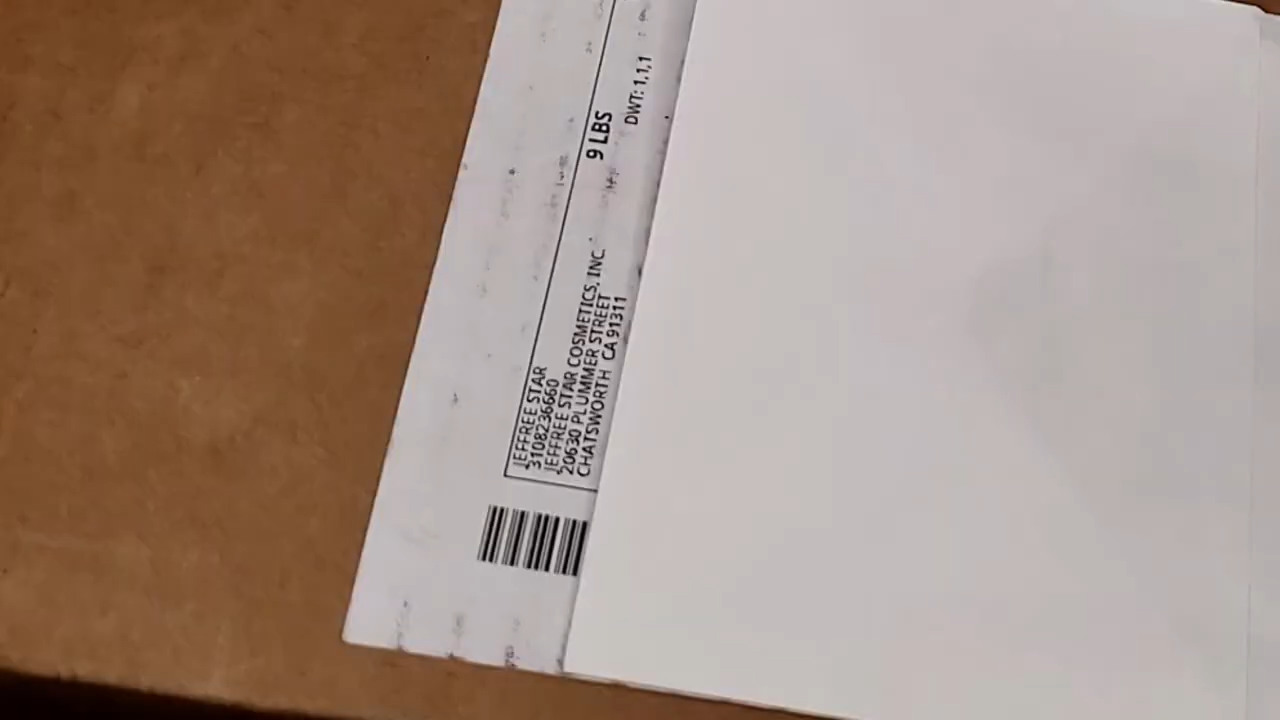 JEFFREE STAR
3108236660
JEFFREE STAR COSMETICS, INC.
20630 PLUMMER STREET
CHATSWORTH CA 91311
9 LBS
DWT: 1,1,1